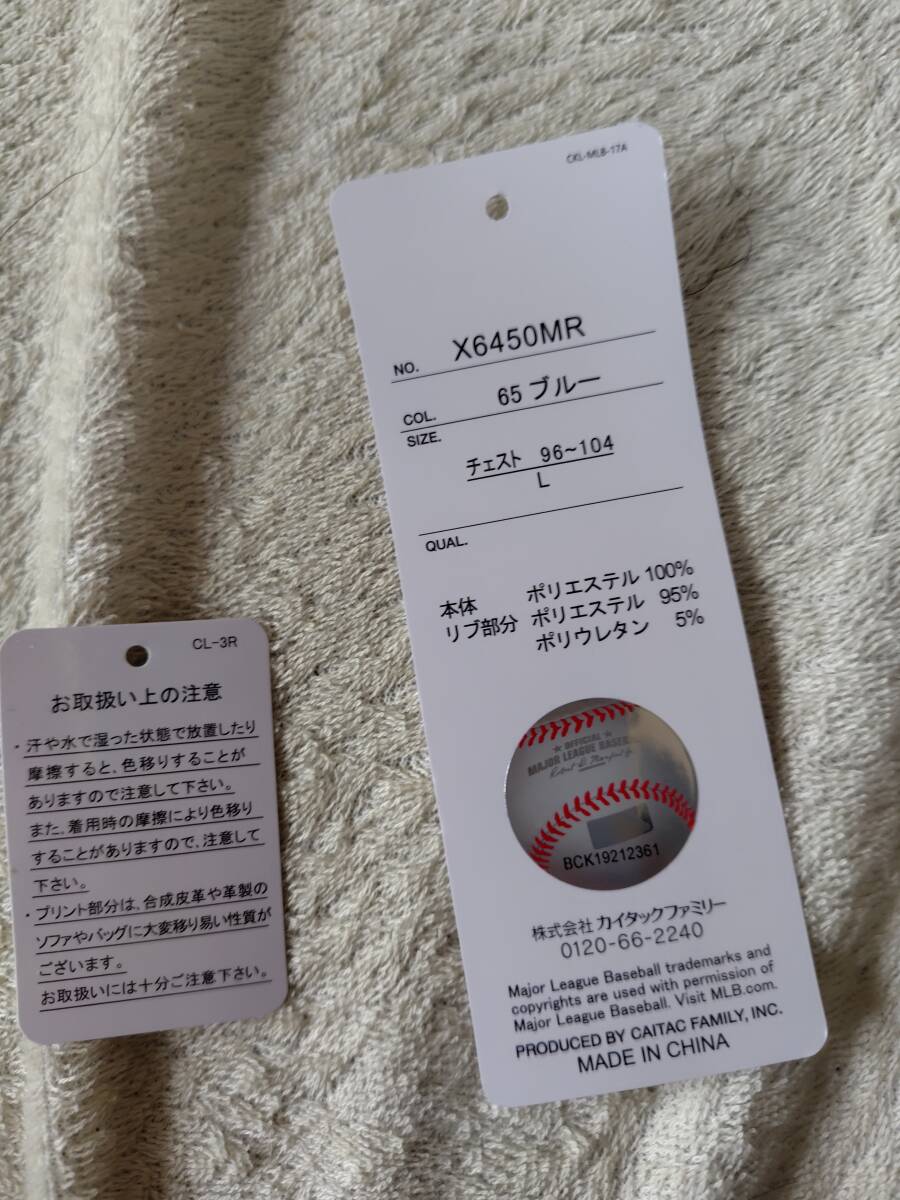 CKL-MLB-17A
NO. X6450MR
COL. 65 ブルー
SIZE.
チェスト 96~104
L
QUAL.
本体 ポリエステル 100%
リブ部分 ポリエステル 95%
ポリウレタン 5%
★ OFFICIAL ★
MAJOR LEAGUE BASEB
BCK19212361
株式会社 カイタックファミリー
0120-66-2240
Major League Baseball trademarks and
copyrights are used with permission of
Major League Baseball. Visit MLB.com.
PRODUCED BY CAITAC FAMILY, INC.
MADE IN CHINA
CL-3R
お取扱い上の注意
・汗や水で湿った状態で放置したり
摩擦すると、色移りすることが
ありますので注意して下さい。
また、着用時の摩擦により色移り
することがありますので、注意して
下さい。
・プリント部分は、合成皮革や革製の
ソファやバッグに大変移り易い性質が
ございます。
お取扱いには十分ご注意下さい。